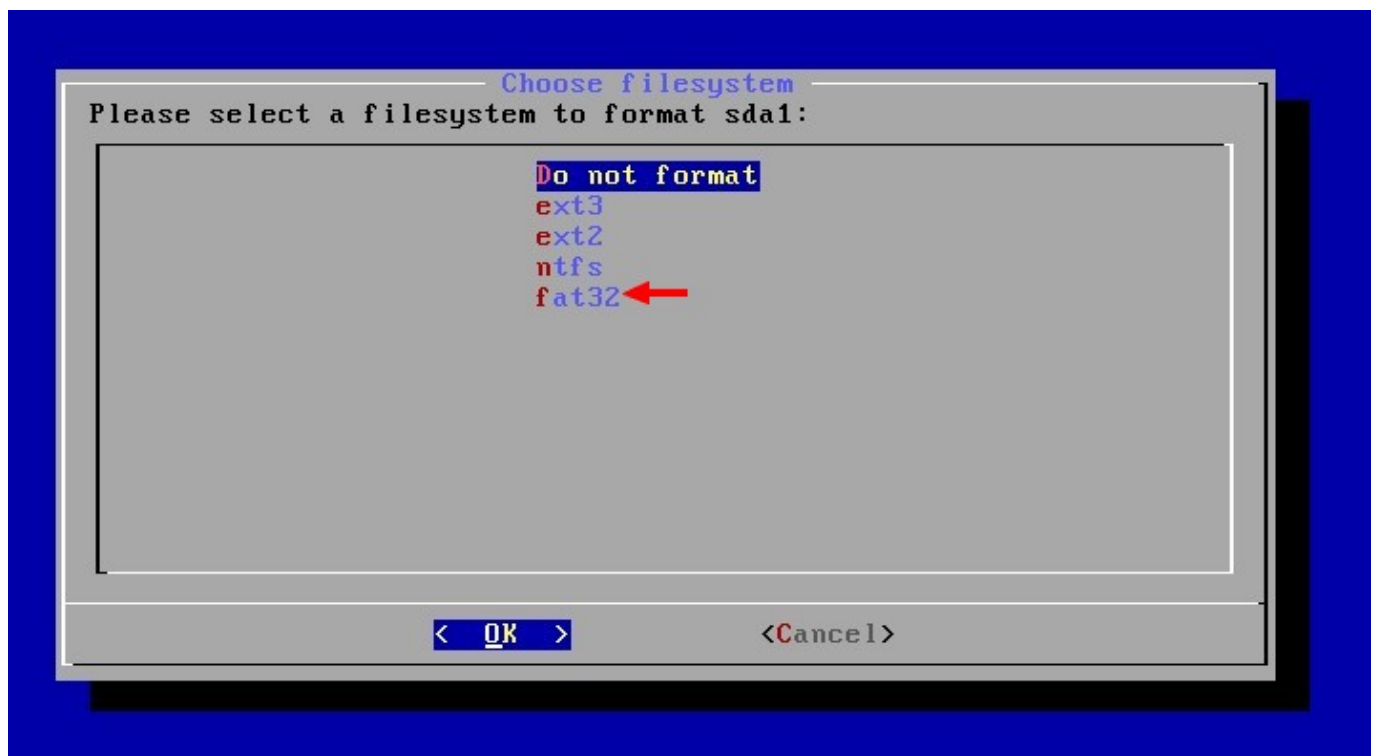 Choose filesystem
Please select a filesystem to format sda1:
Do not format
ext3
ext2
ntfs
fat32
< OK > <Cancel>